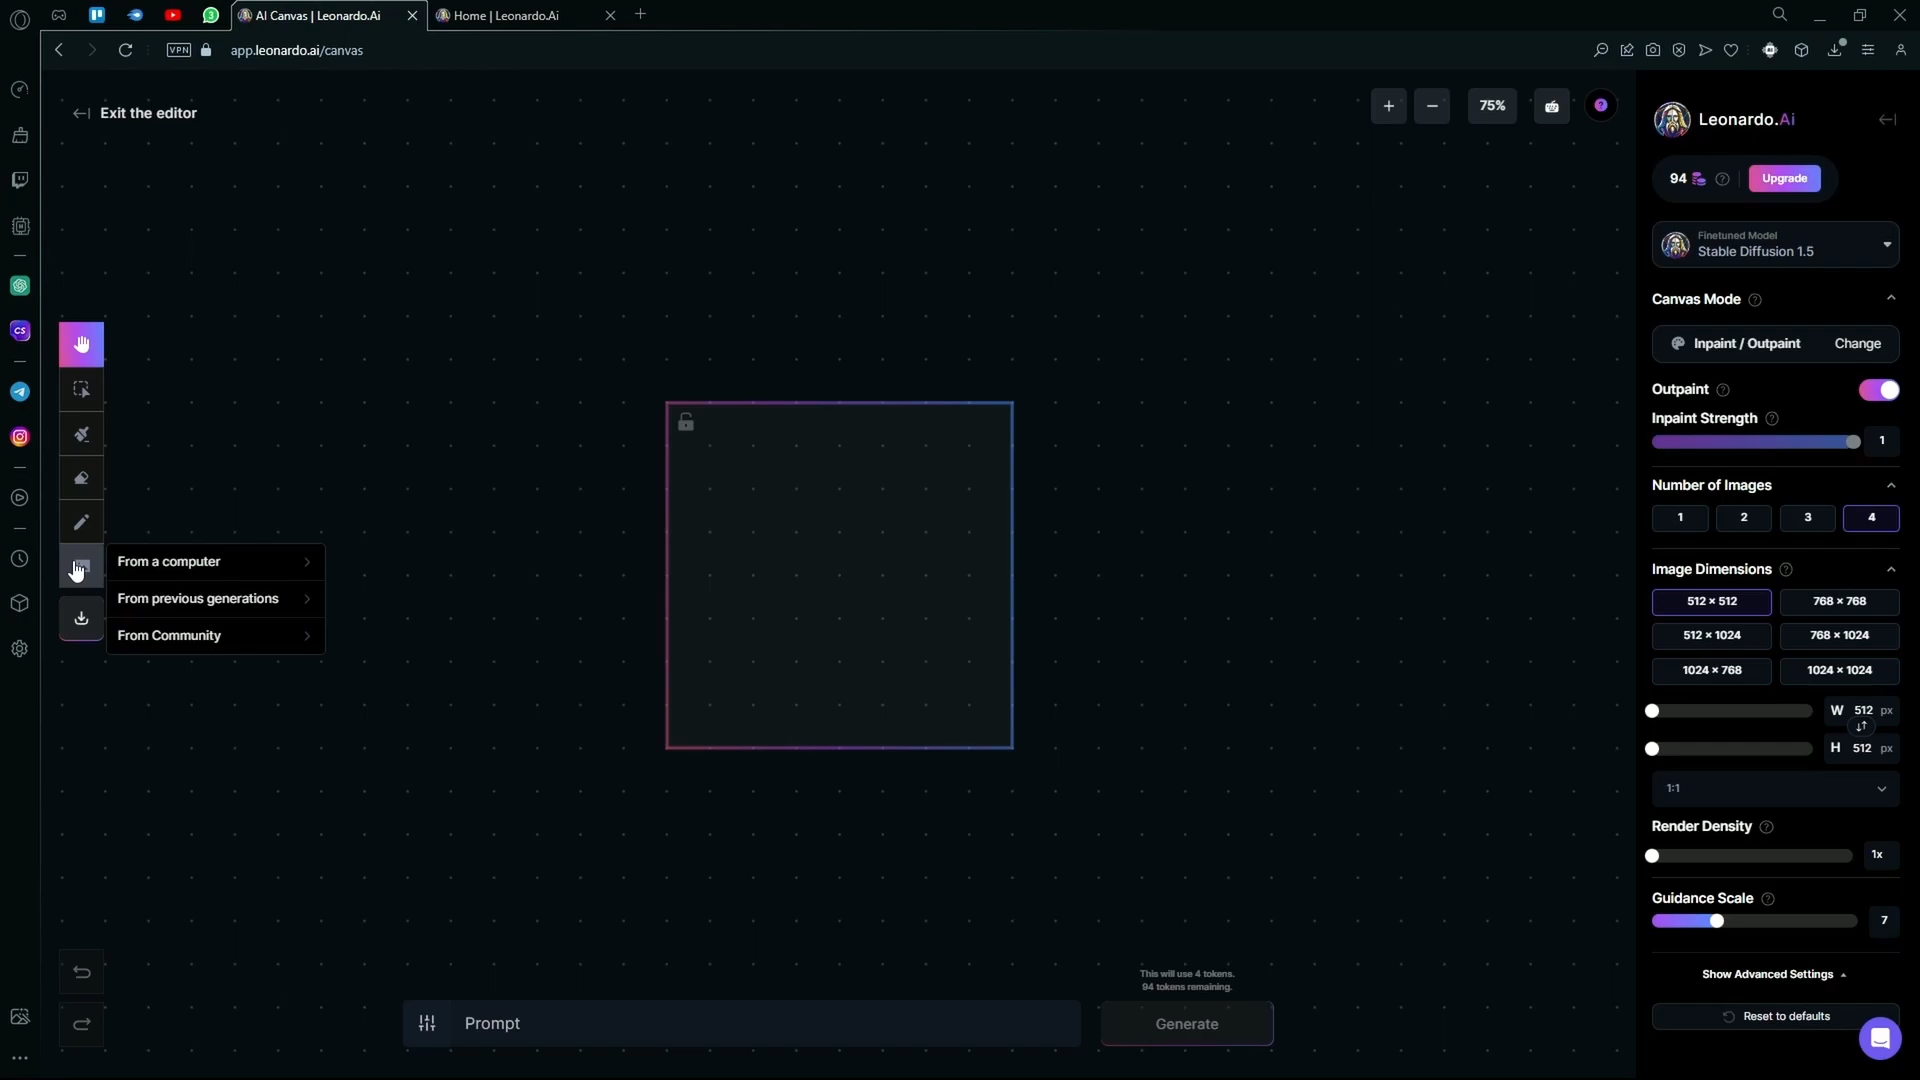 AI Canvas | Leonardo.Ai
Home | Leonardo.Ai
VPN
app.leonardo.ai/canvas
3
CS
Exit the editor
75%
?
Leonardo.Ai
94
Upgrade
Finetuned Model
Stable Diffusion 1.5
Canvas Mode
Inpaint / Outpaint
Change
Outpaint
Inpaint Strength
1
Number of Images
1
2
3
4
From a computer
From previous generations
From Community
Image Dimensions
512 × 512
768 × 768
512 × 1024
768 × 1024
1024 × 768
1024 × 1024
W 512 px
H 512 px
1:1
Render Density
1x
Guidance Scale
7
Show Advanced Settings
Reset to defaults
This will use 4 tokens.
94 tokens remaining.
Prompt
Generate